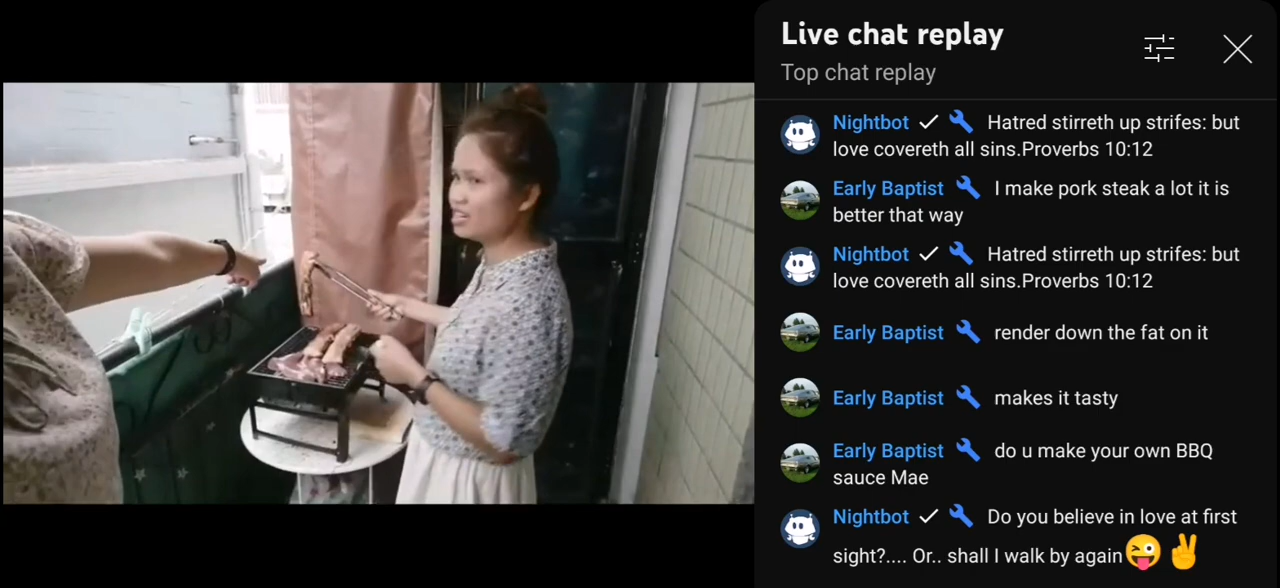 Live chat replay
Top chat replay
Nightbot Hatred stirreth up strifes: but
love covereth all sins.Proverbs 10:12
Early Baptist I make pork steak a lot it is
better that way
Nightbot Hatred stirreth up strifes: but
love covereth all sins.Proverbs 10:12
Early Baptist render down the fat on it
Early Baptist makes it tasty
Early Baptist do u make your own BBQ
sauce Mae
Nightbot Do you believe in love at first
sight?.... Or.. shall I walk by again😜✌